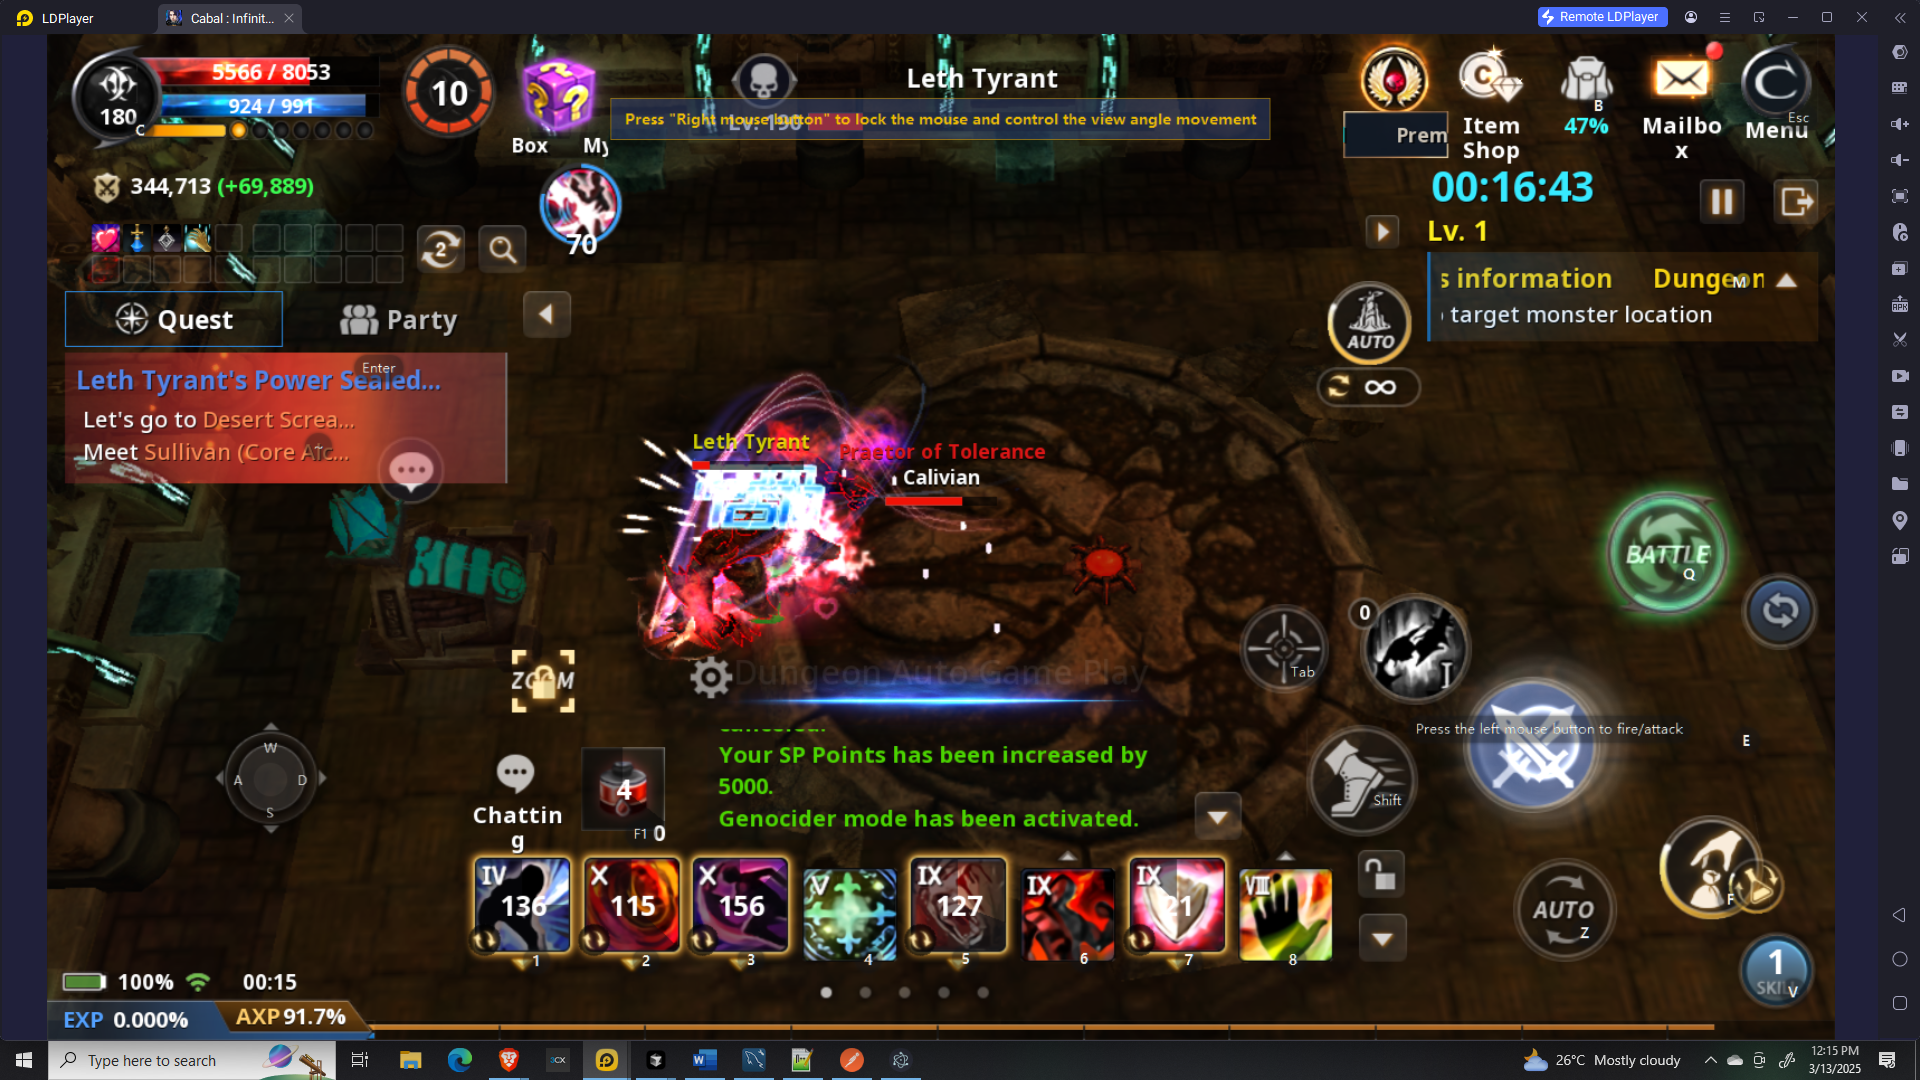 LDPlayer
Cabal : Infinit...
Remote LDPlayer
180
C
5566 / 8053
924 / 991
10
Box
My
Leth Tyrant
Press "Right mouse button" to lock the mouse and control the view angle movement
Lv. 190
Prem
Item Shop
B
47%
Mailbo
x
Esc
Menu
344,713 (+69,889)
70
2
00:16:43
Lv. 1
s information
Dungeon
M
target monster location
AUTO
∞
Quest
Party
Enter
Leth Tyrant's Power Sealed...
Let's go to Desert Screa...
Meet Sullivan (Core Alc...
Leth Tyrant
Praetor of Tolerance
Calivian
BATTLE
Q
0
I
Tab
ZOOM
Dungeon Auto Game Play
W
A
D
S
Press the left mouse button to fire/attack
E
Your SP Points has been increased by
5000.
Genocider mode has been activated.
Chattin
g
4
F1
0
Shift
IV
136
1
X
115
2
X
156
3
V
4
IX
127
5
IX
6
IX
21
7
VIII
8
AUTO
Z
F
1
SKILL
V
100%
00:15
EXP 0.000%
AXP 91.7%
Type here to search
3CX
26°C Mostly cloudy
12:15 PM
3/13/2025